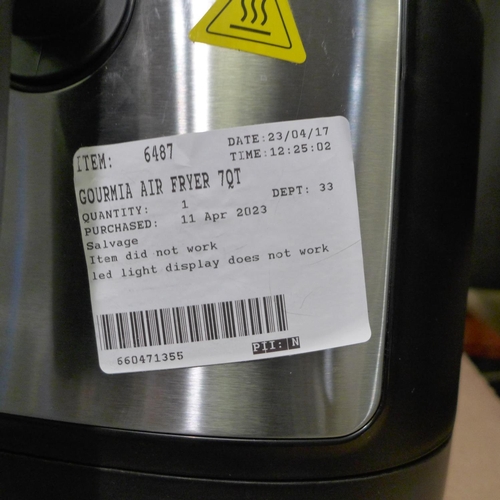 ITEM: 6487 DATE:23/04/17
TIME:12:25:02
GOURMIA AIR FRYER 7QT
QUANTITY: 1 DEPT: 33
PURCHASED: 11 Apr 2023
Salvage
Item did not work
led light display does not work
660471355 PII: N